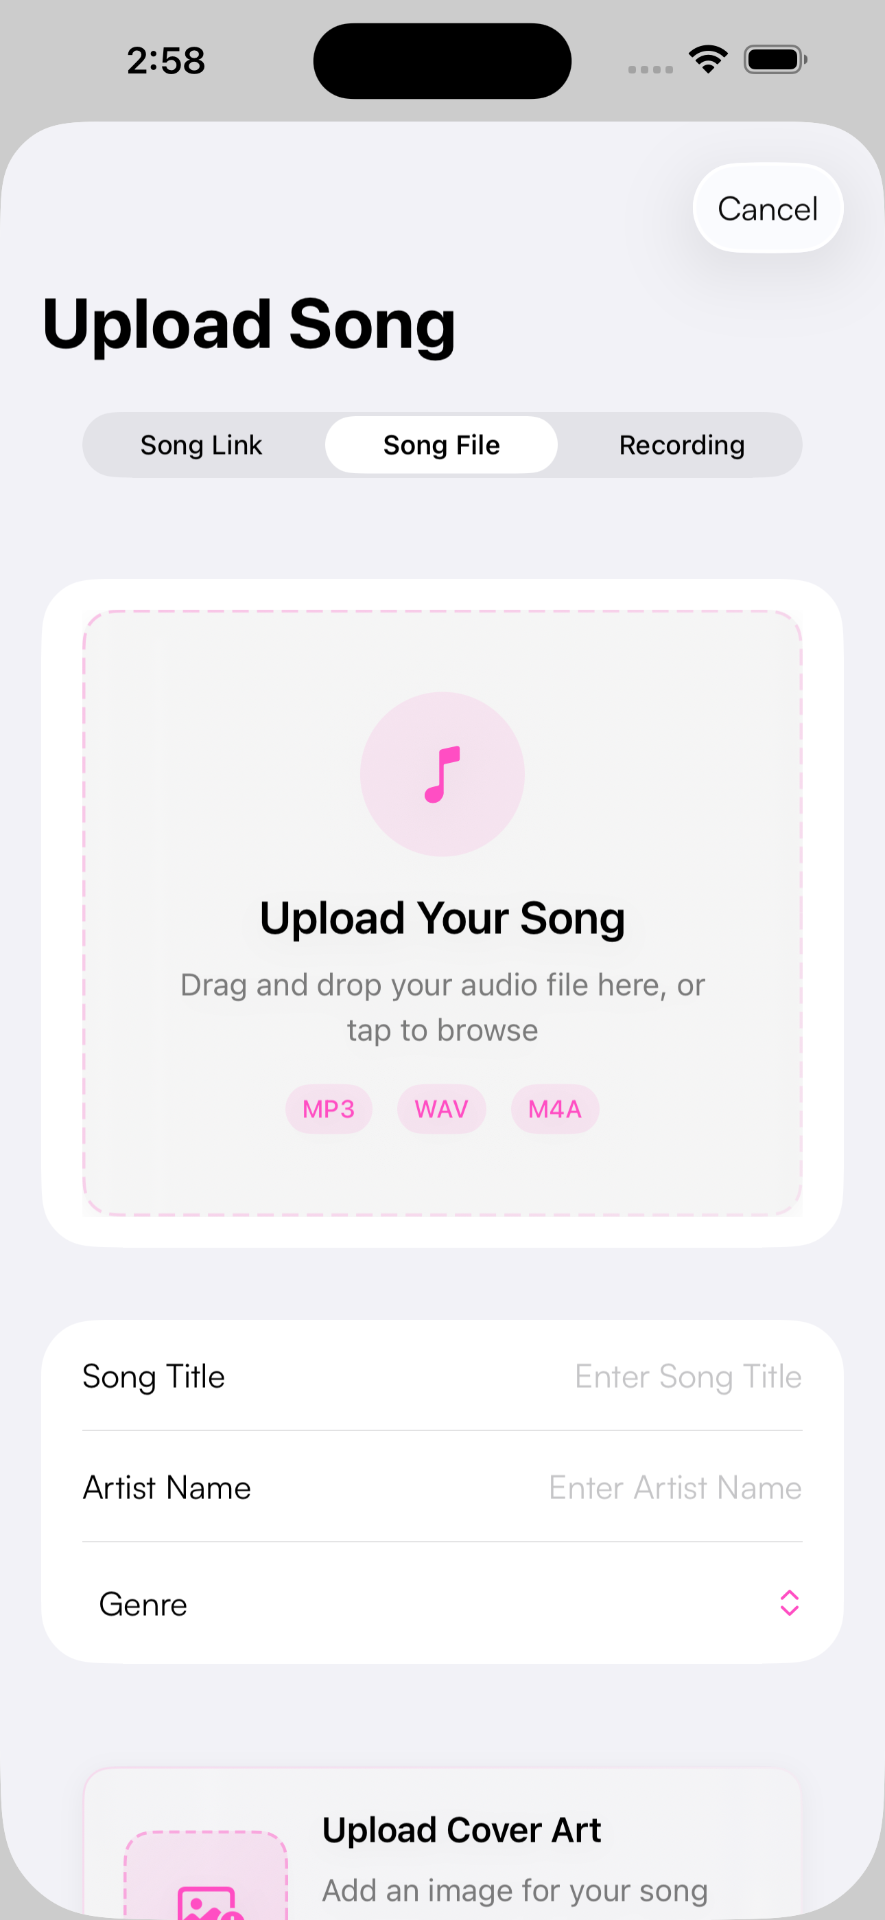 2:58
Cancel
Upload Song
Song Link
Song File
Recording
Upload Your Song
Drag and drop your audio file here, or
tap to browse
MP3 WAV M4A
Song Title Enter Song Title
Artist Name Enter Artist Name
Genre
Upload Cover Art
Add an image for your song